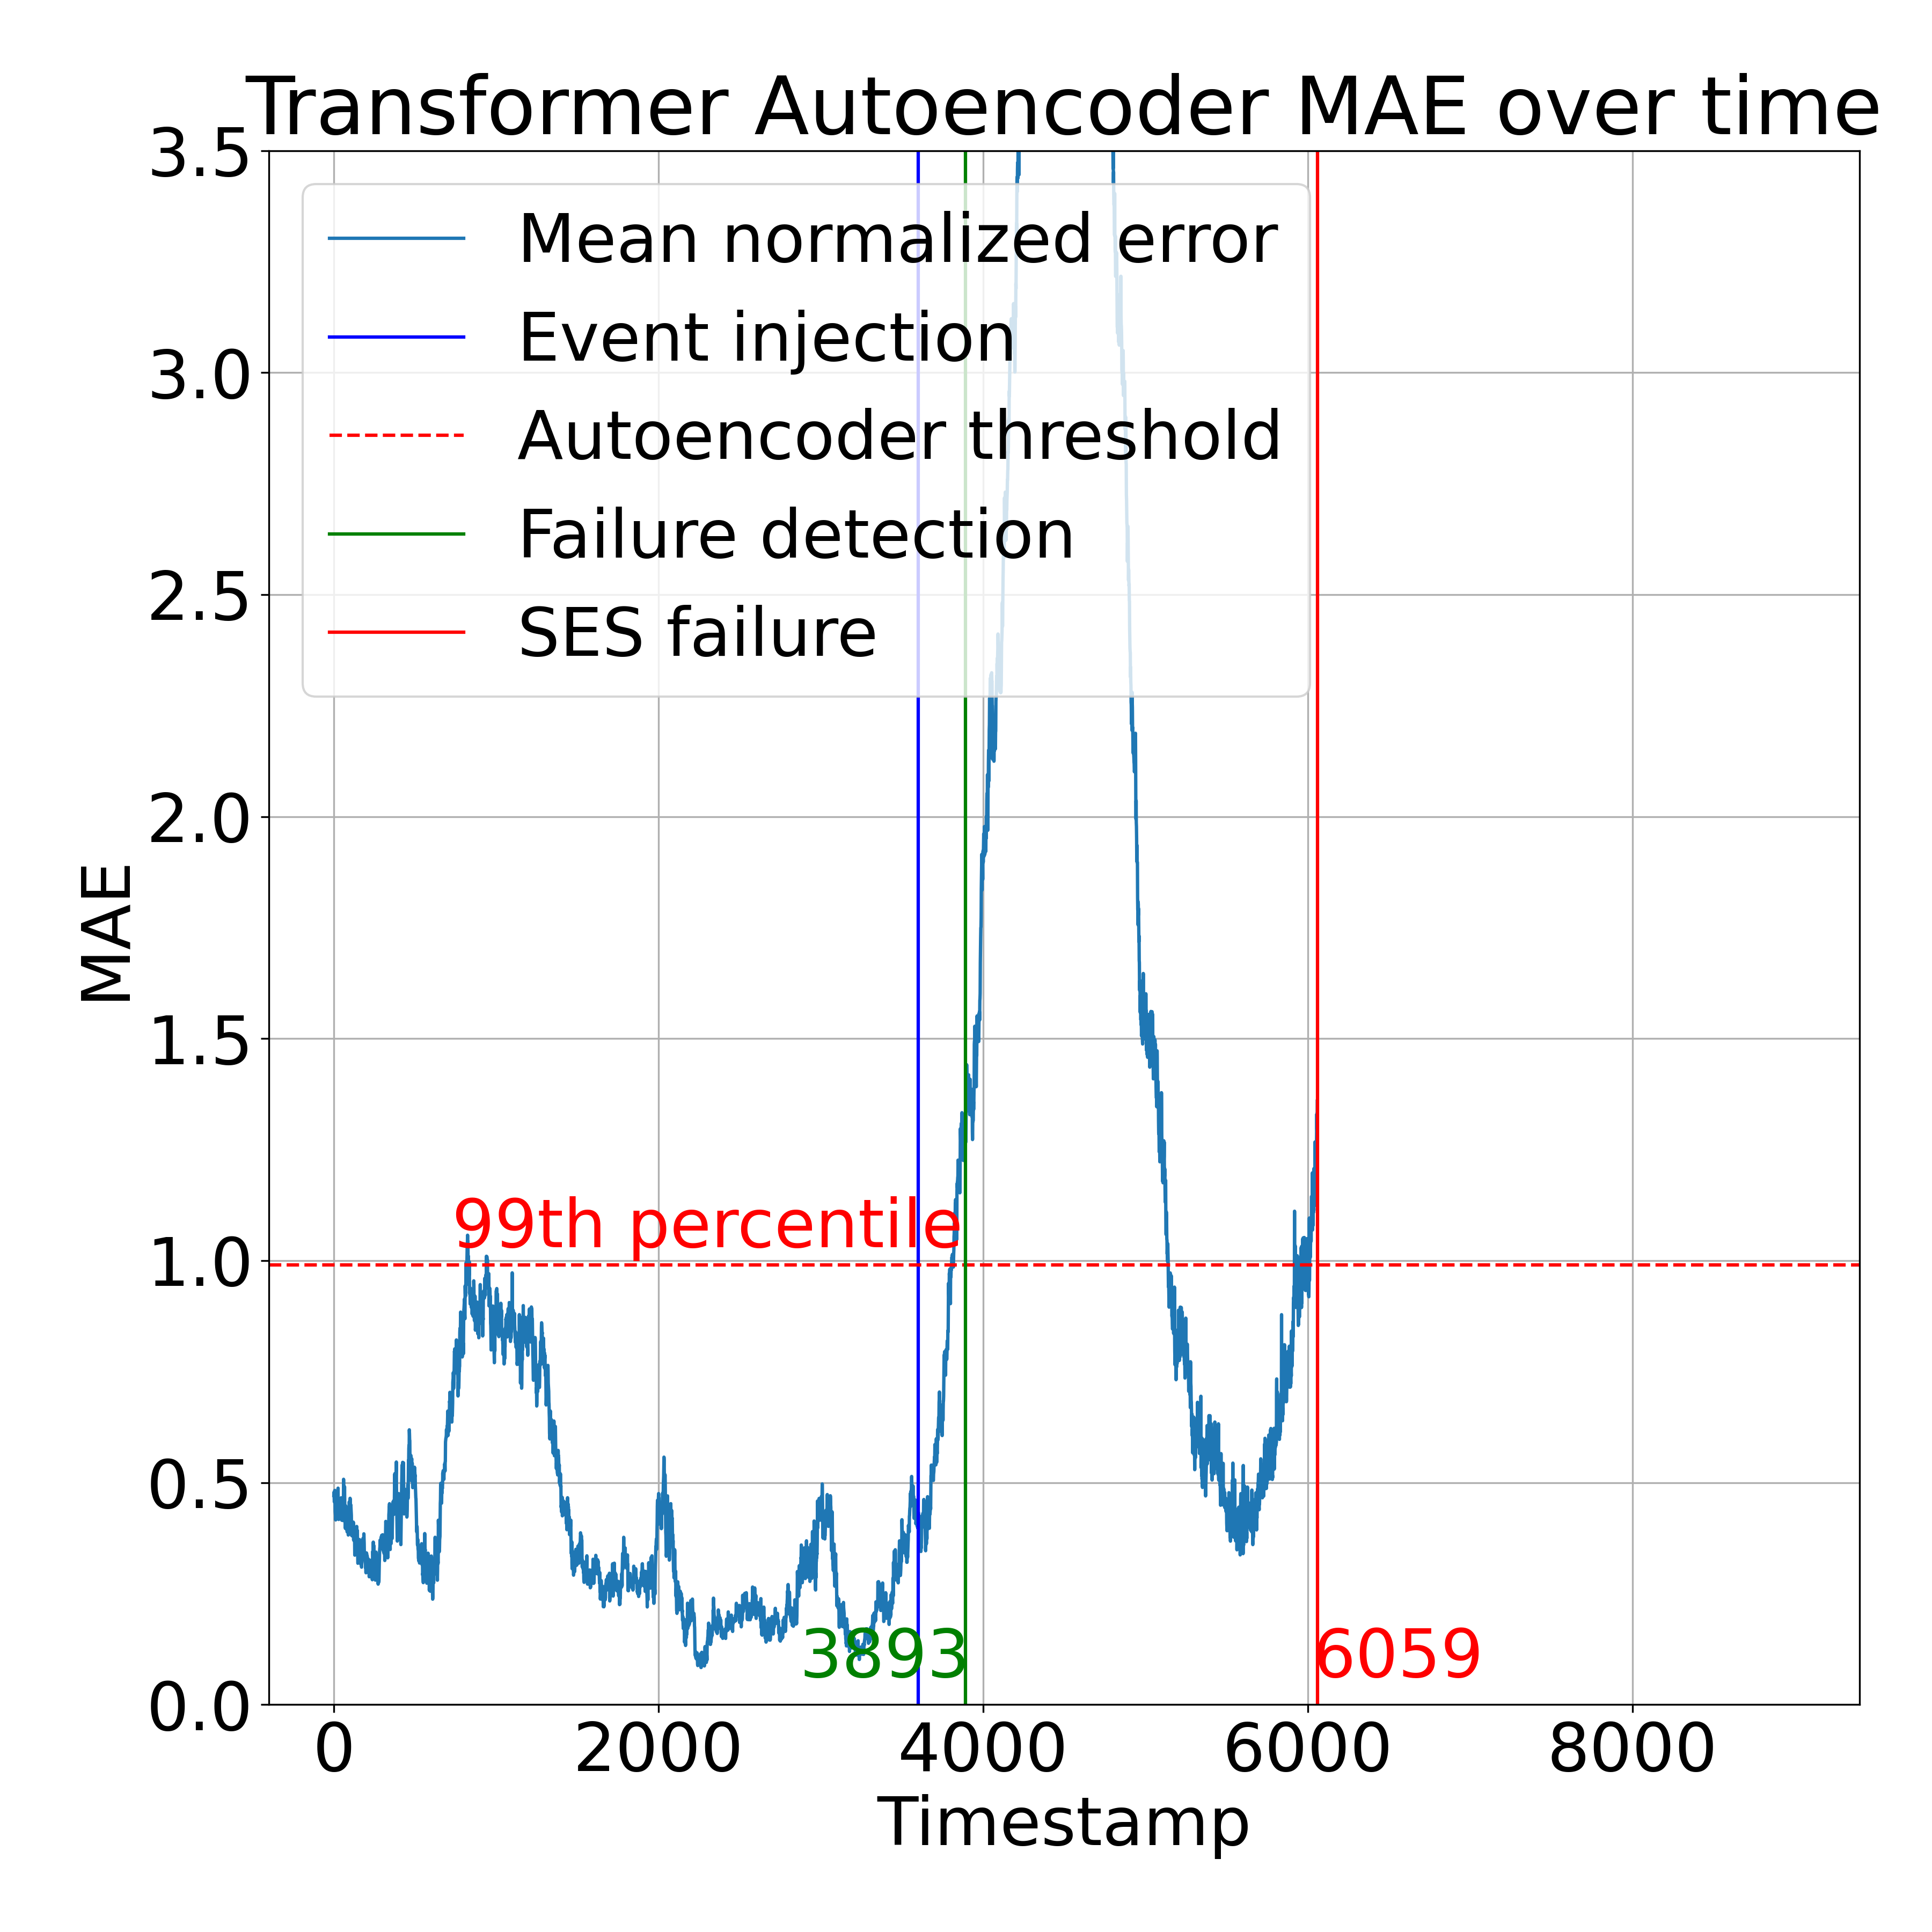 Transformer Autoencoder MAE over time
3.5
3.0
2.5
2.0
1.5
1.0
0.5
0.0
MAE
Mean normalized error
Event injection
Autoencoder threshold
Failure detection
SES failure
99th percentile
3893
6059
0 2000 4000 6000 8000
Timestamp